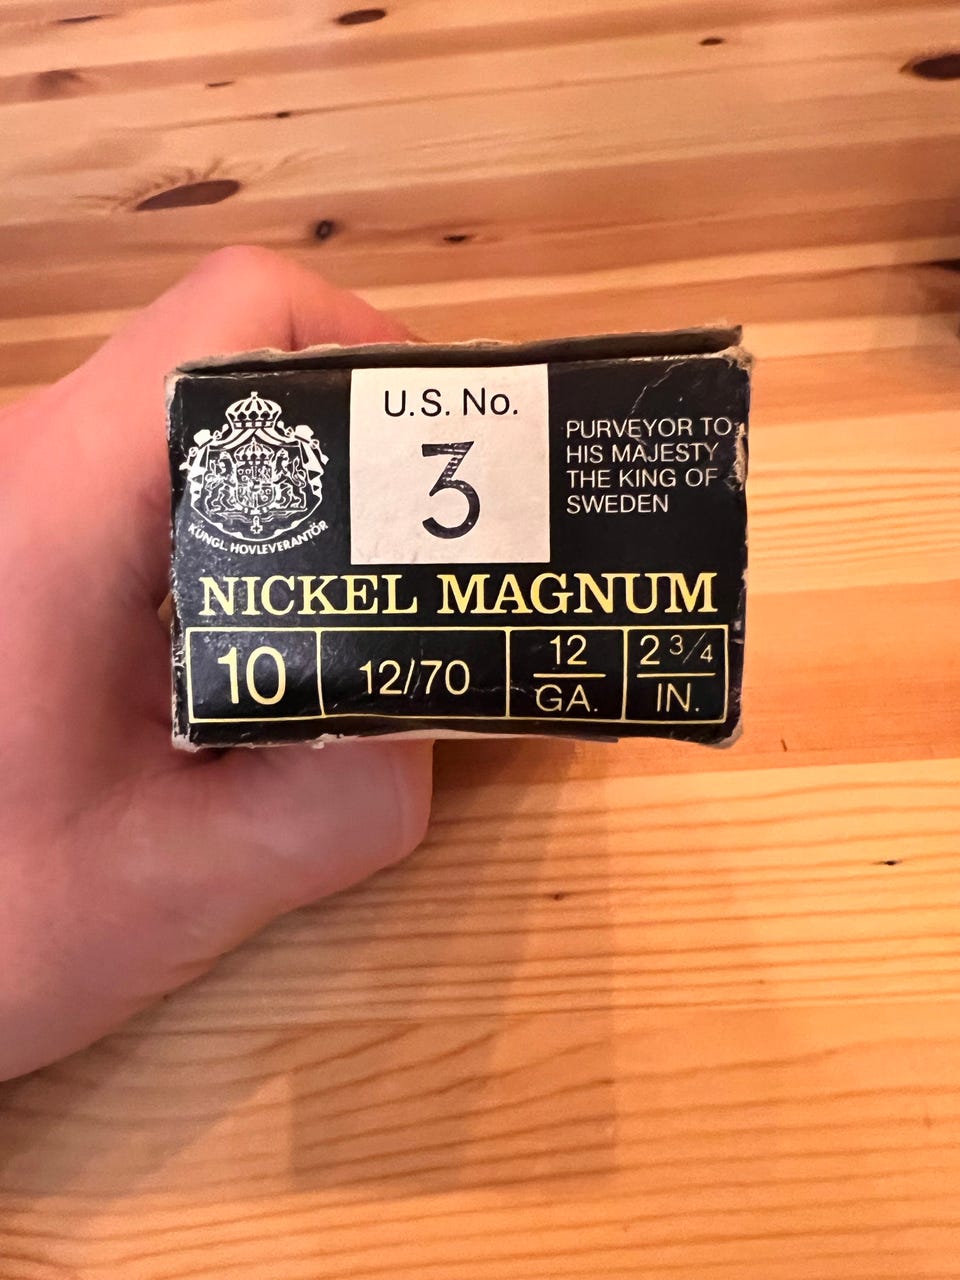 U.S. No.
3
PURVEYOR TO
HIS MAJESTY
THE KING OF
SWEDEN
KUNGL. HOVLEVERANTÖR
NICKEL MAGNUM
10
12/70
12
GA.
2 3/4
IN.